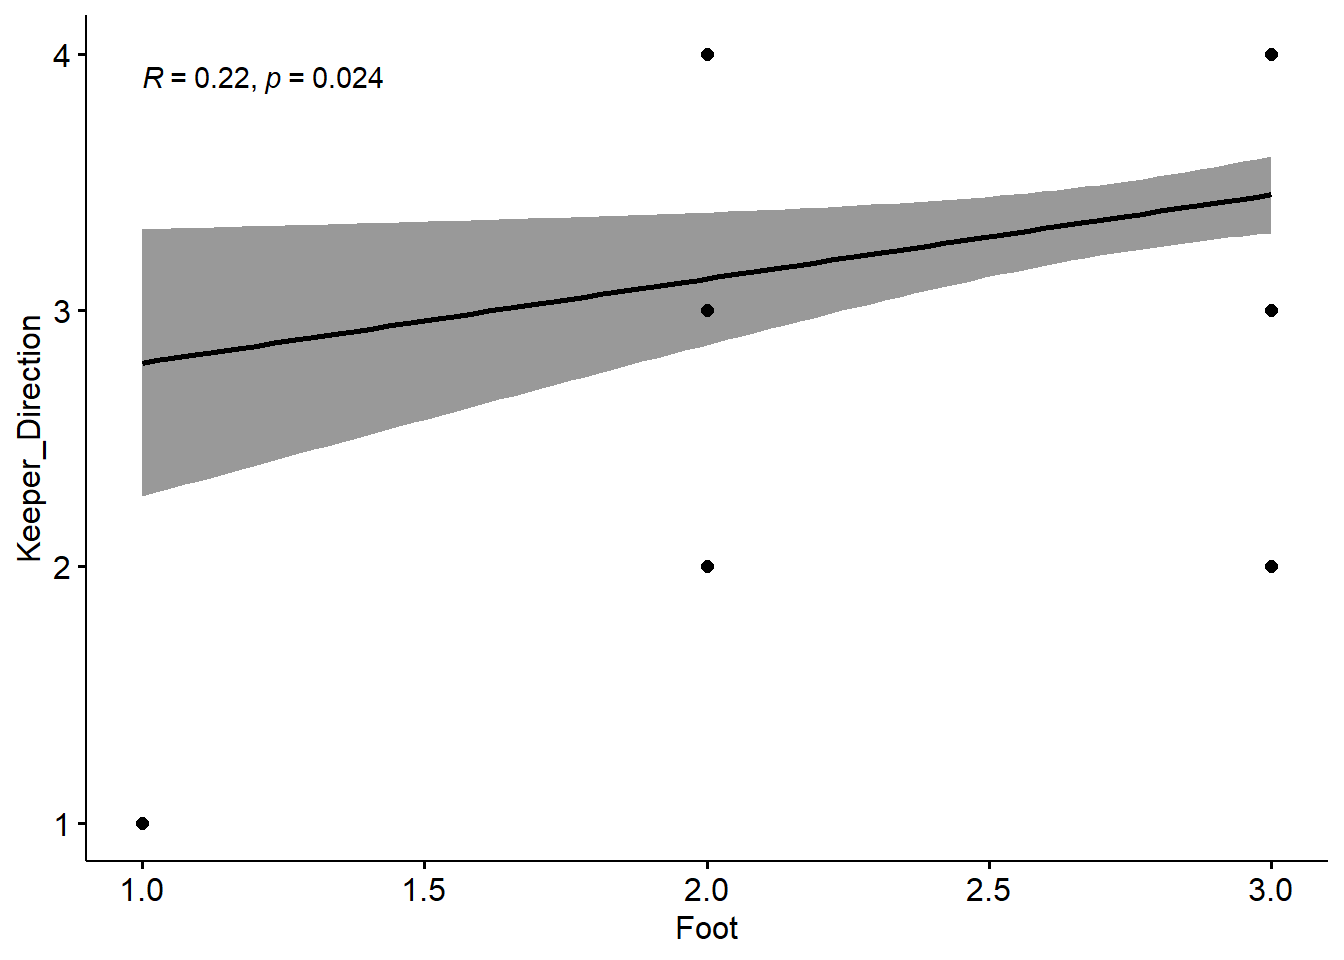 R = 0.22, p = 0.024
4
3
2
1
Keeper_Direction
1.0 1.5 2.0 2.5 3.0
Foot